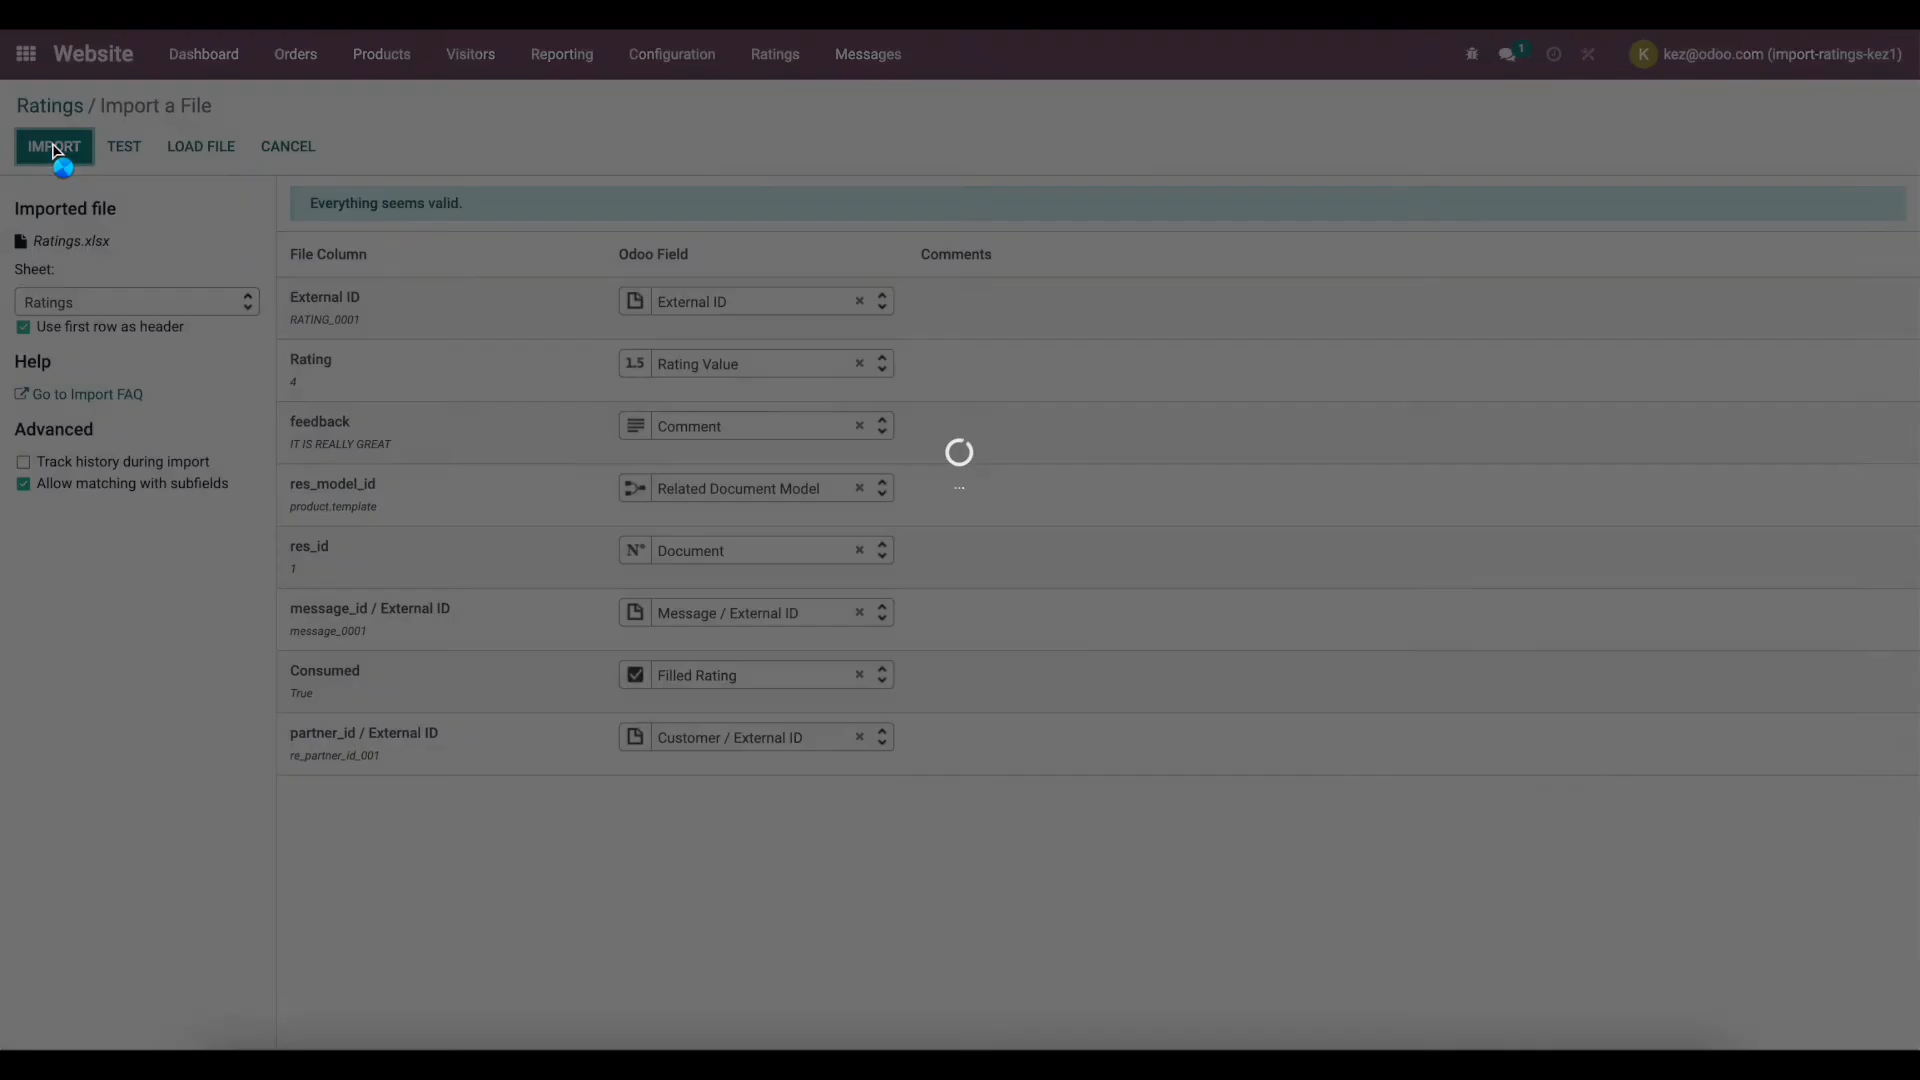 Website Dashboard Orders Products Visitors Reporting Configuration Ratings Messages 1 K kez@odoo.com (import-ratings-kez1)
Ratings / Import a File
IMPORT TEST LOAD FILE CANCEL
Everything seems valid.
Imported file
Ratings.xlsx
Sheet:
Ratings
Use first row as header
Help
Go to Import FAQ
Advanced
Track history during import
Allow matching with subfields
File Column Odoo Field Comments
External ID External ID
RATING_0001
Rating 1.5 Rating Value
4
feedback Comment
IT IS REALLY GREAT
res_model_id Related Document Model
product.template
res_id N° Document
1
message_id / External ID Message / External ID
message_0001
Consumed Filled Rating
True
partner_id / External ID Customer / External ID
re_partner_id_001
...